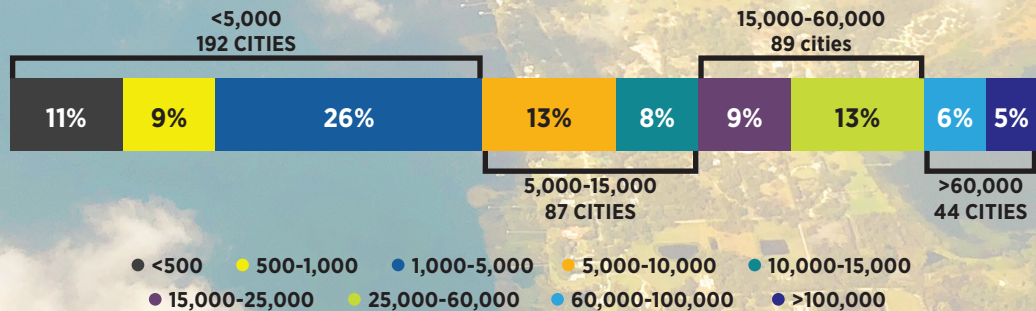 <5,000
192 CITIES
15,000-60,000
89 cities
11% 9% 26% 13% 8% 9% 13% 6% 5%
5,000-15,000
87 CITIES
>60,000
44 CITIES
<500 500-1,000 1,000-5,000 5,000-10,000 10,000-15,000
15,000-25,000 25,000-60,000 60,000-100,000 >100,000